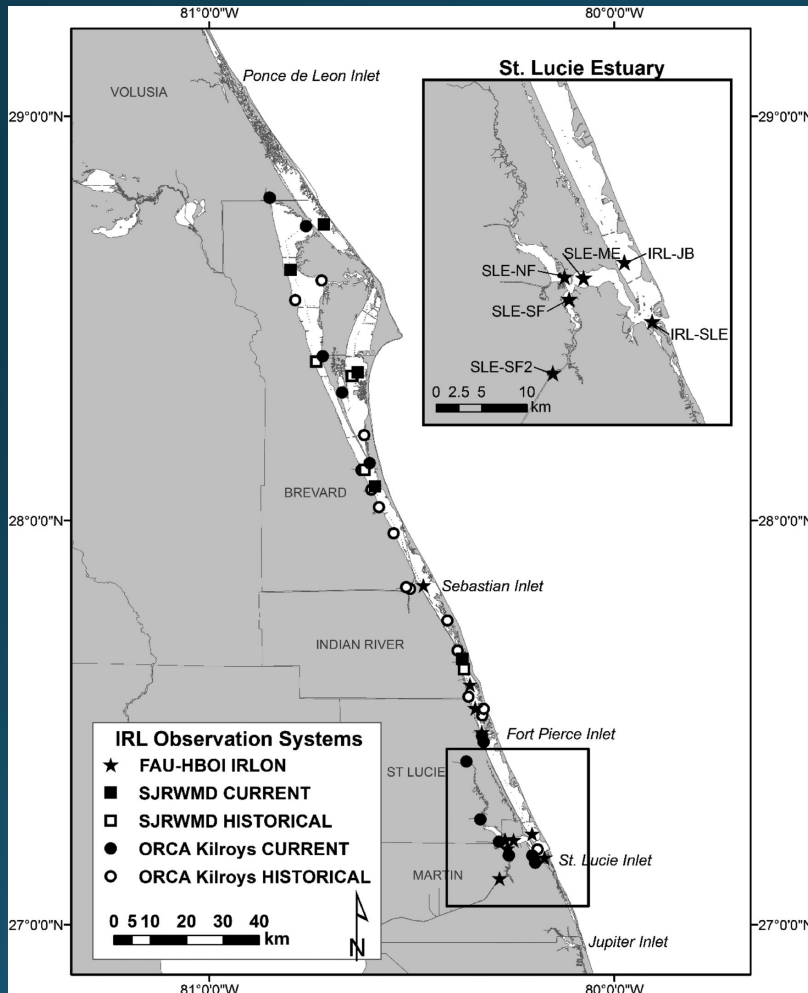 81°0'0"W
80°0'0"W
Ponce de Leon Inlet
VOLUSIA
St. Lucie Estuary
29°0'0"N
29°0'0"N
SLE-ME
IRL-JB
SLE-NF
SLE-SF
IRL-SLE
SLE-SF2
0 2.5 5 10
km
BREVARD
28°0'0"N
28°0'0"N
Sebastian Inlet
INDIAN RIVER
IRL Observation Systems
FAU-HBOI IRLON
SJRWMD CURRENT
SJRWMD HISTORICAL
ORCA Kilroys CURRENT
ORCA Kilroys HISTORICAL
0 5 10 20 30 40
km
N
Fort Pierce Inlet
ST LUCIE
St. Lucie Inlet
MARTIN
27°0'0"N
27°0'0"N
Jupiter Inlet
81°0'0"W
80°0'0"W